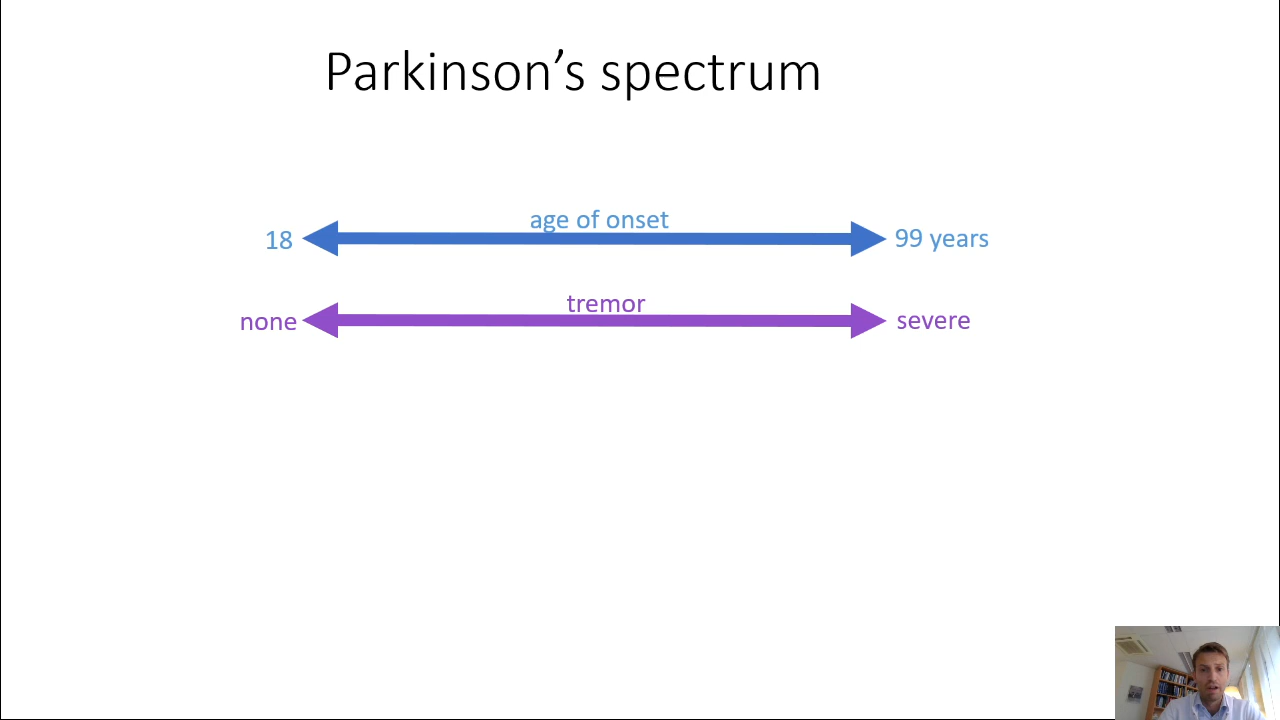 Parkinson's spectrum
age of onset
18
99 years
tremor
none
severe